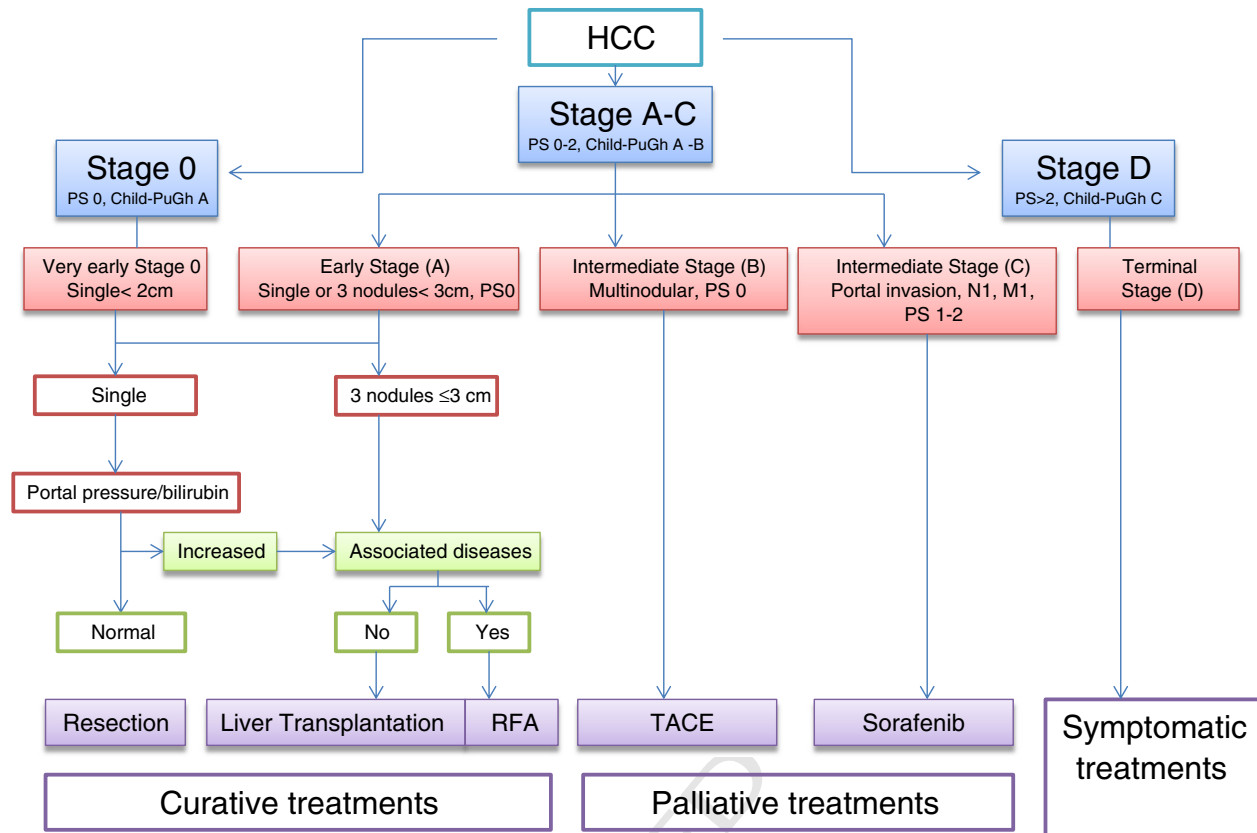 HCC
Stage A-C
PS 0-2, Child-PuGh A -B
Stage 0
PS 0, Child-PuGh A
Stage D
PS>2, Child-PuGh C
Very early Stage 0
Single< 2cm
Early Stage (A)
Single or 3 nodules< 3cm, PS0
Intermediate Stage (B)
Multinodular, PS 0
Intermediate Stage (C)
Portal invasion, N1, M1,
PS 1-2
Terminal
Stage (D)
Single
3 nodules ≤3 cm
Portal pressure/bilirubin
Increased
Associated diseases
Normal
No
Yes
Resection
Liver Transplantation
RFA
TACE
Sorafenib
Symptomatic
treatments
Curative treatments
Palliative treatments